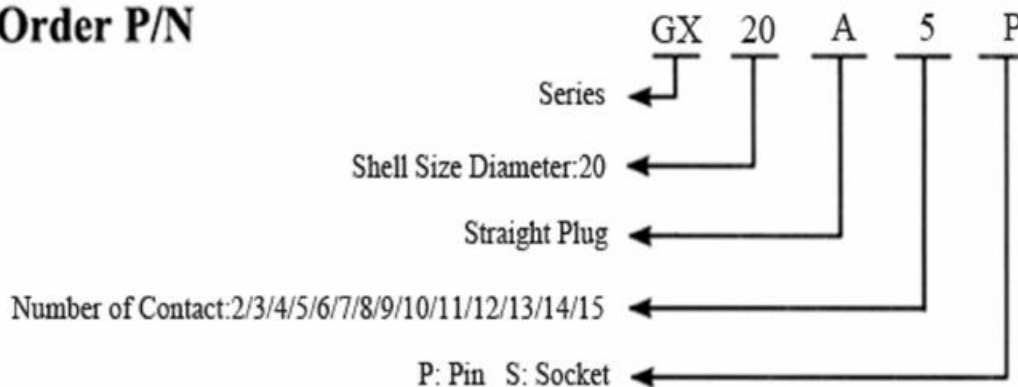 Order P/N
GX 20 A 5 P
Series
Shell Size Diameter:20
Straight Plug
Number of Contact:2/3/4/5/6/7/8/9/10/11/12/13/14/15
P: Pin S: Socket